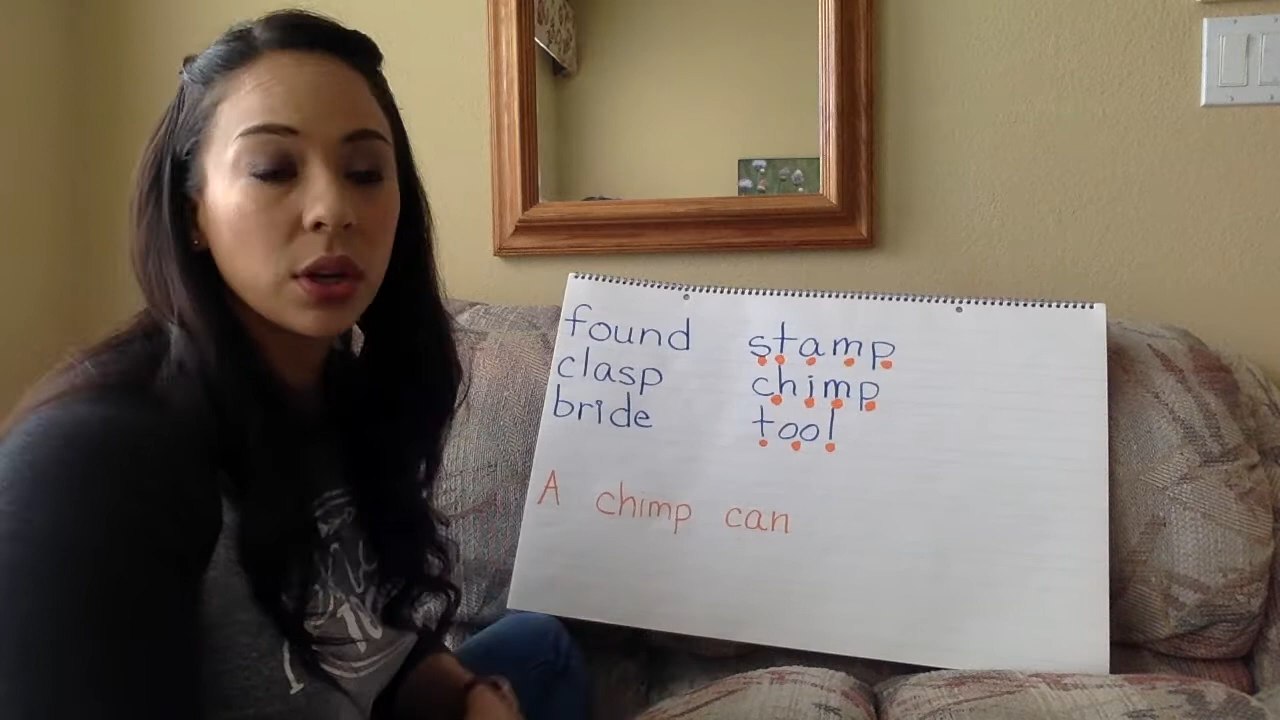 found stamp
clasp chimp
bride tool
A chimp can